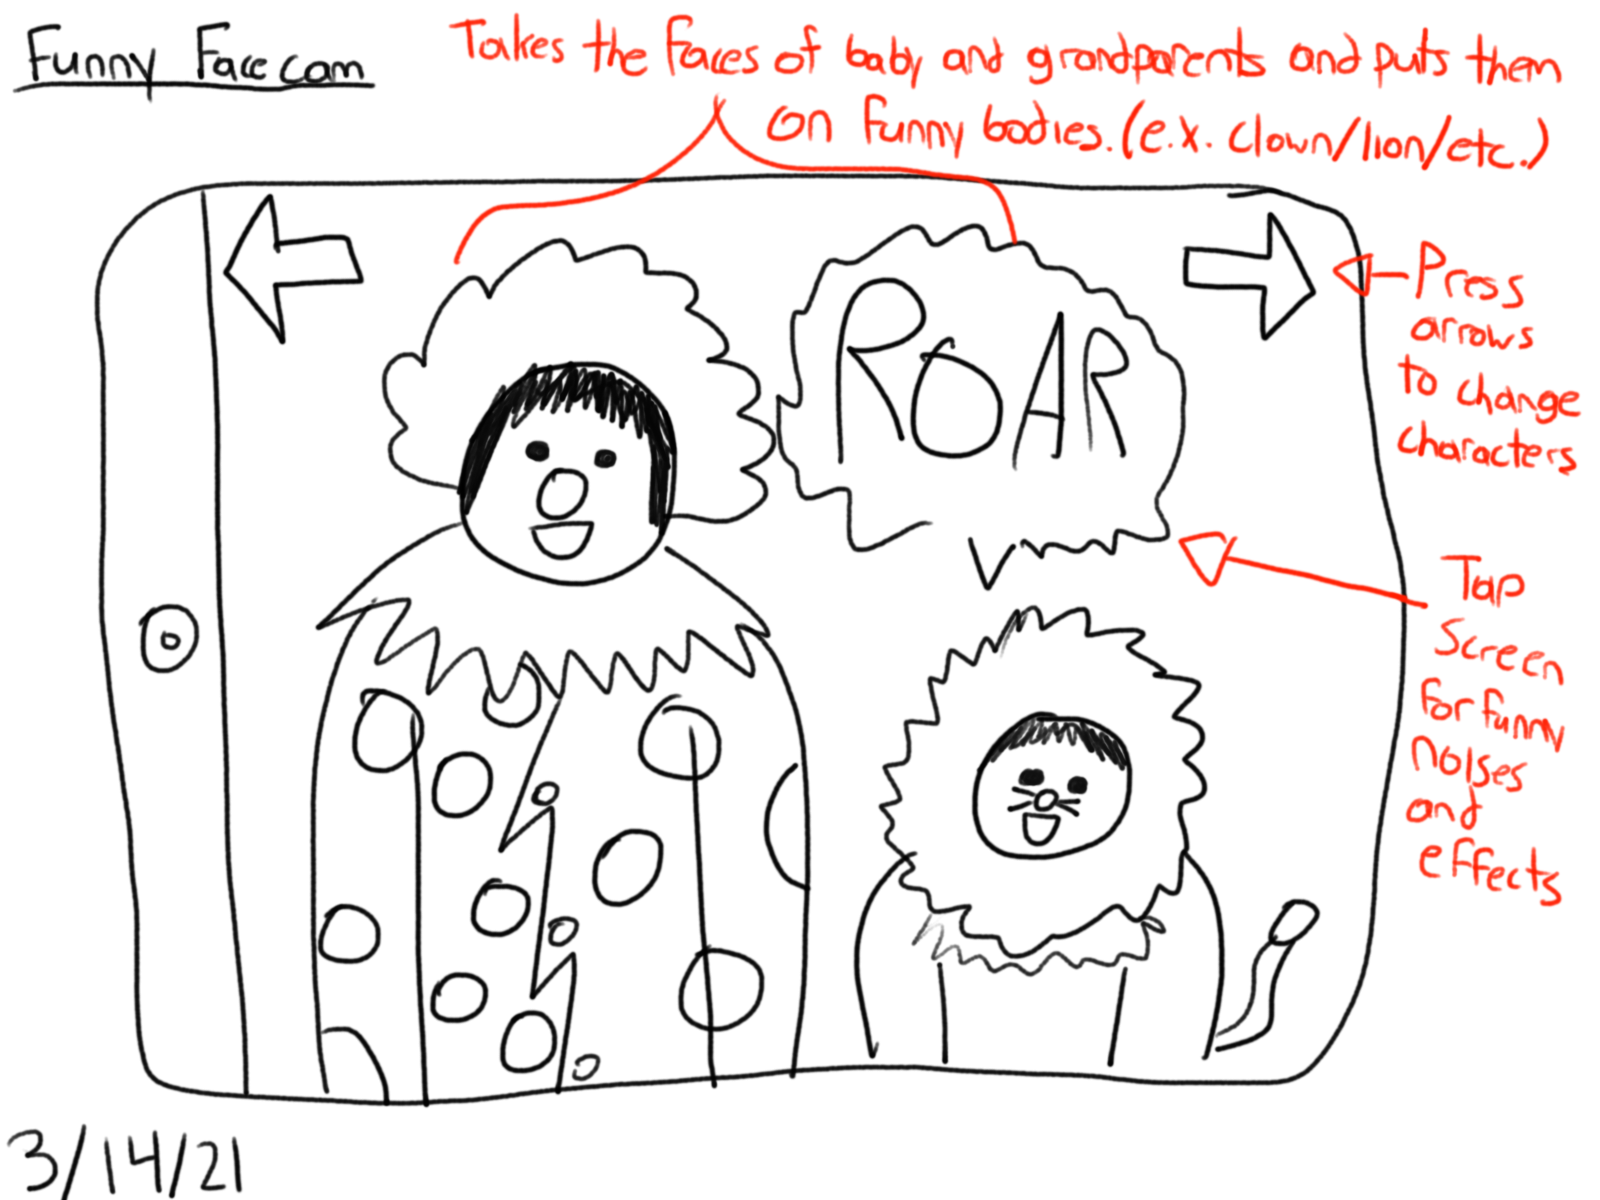 Funny Face cam
Takes the Faces of baby and grandparents and puts them
on funny bodies. (e.x. clown/lion/etc.)
ROAR
Press
arrows
to change
characters
Tap
Screen
for funny
noises
and
effects
3/14/21